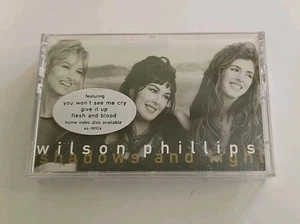 featuring
you won't see me cry
give it up
flesh and blood
home video also available
wilson phillips
shadows and light